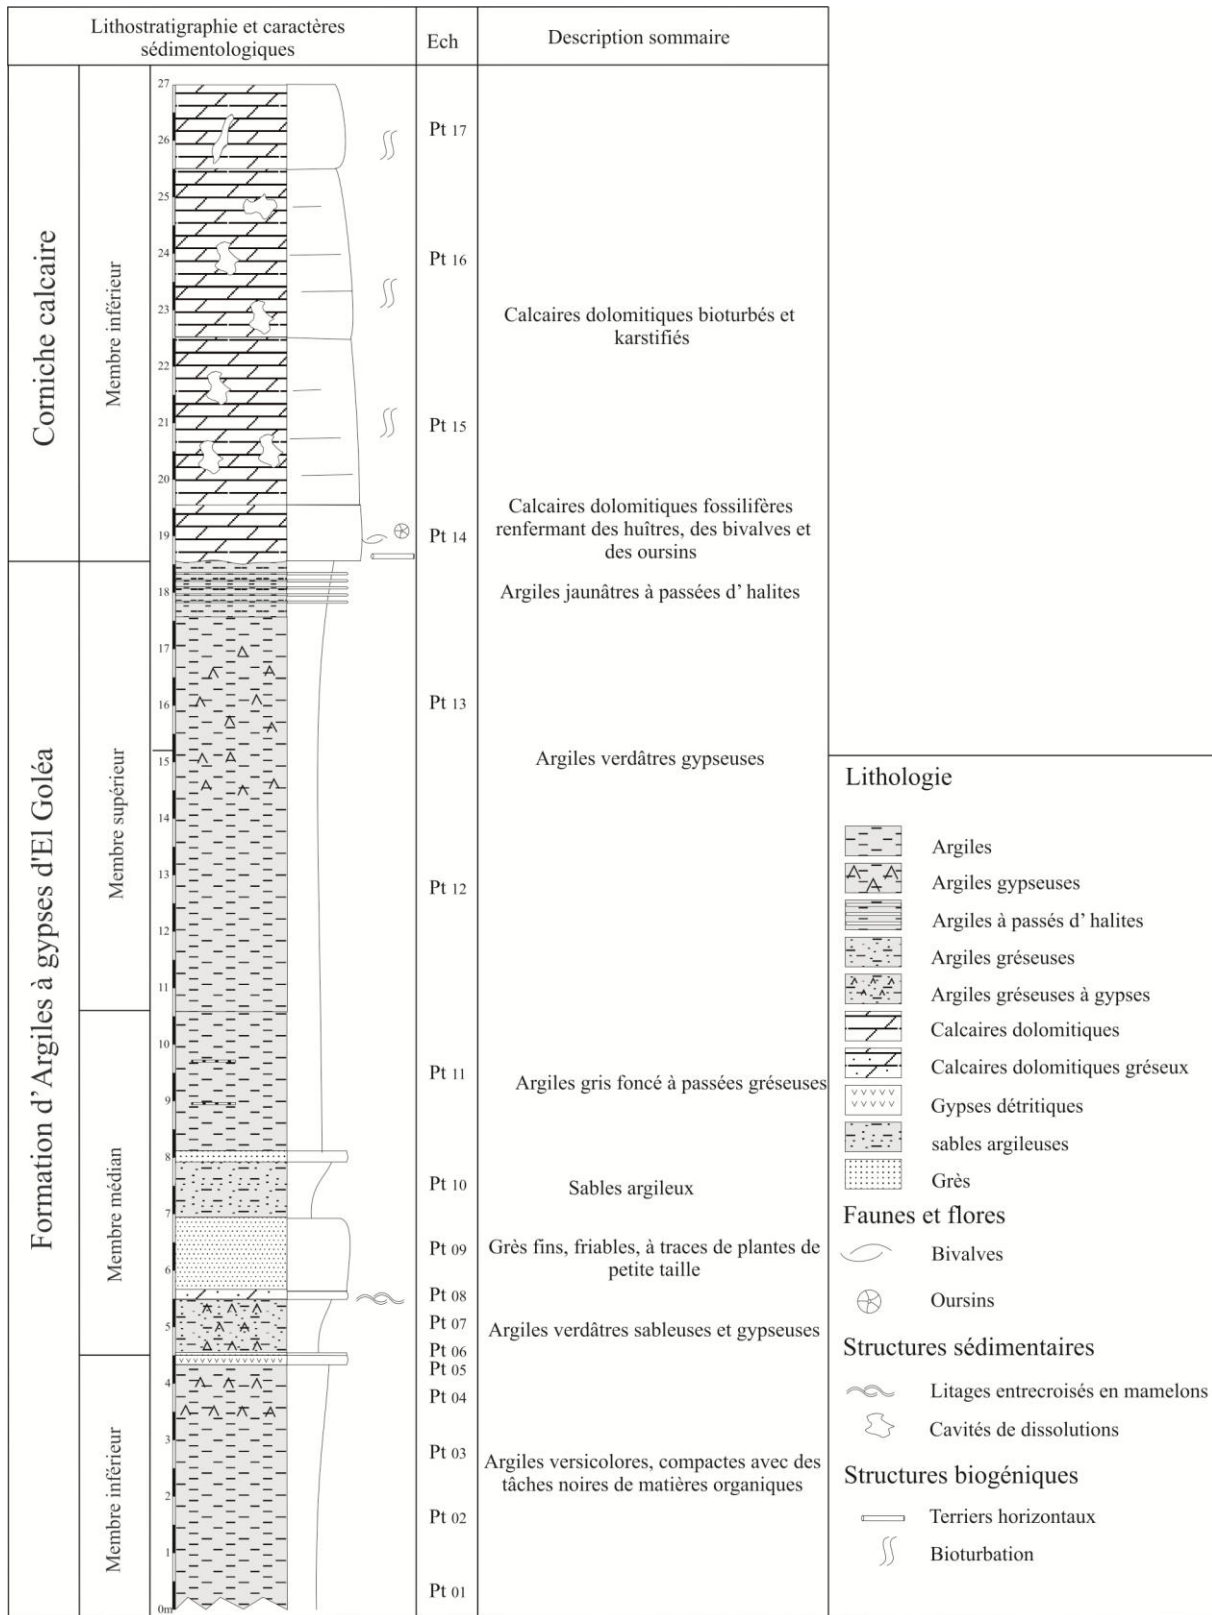 Lithostratigraphie et caractères
sédimentologiques
Ech
Description sommaire
Corniche calcaire
Membre inférieur
Formation d'Argiles à gypses d'El Goléa
Membre supérieur
Membre médian
Membre inférieur
27
26
25
24
23
22
21
20
19
18
17
16
15
14
13
12
11
10
9
8
7
6
5
4
3
2
1
0m
Pt 17
Pt 16
Pt 15
Pt 14
Pt 13
Pt 12
Pt 11
Pt 10
Pt 09
Pt 08
Pt 07
Pt 06
Pt 05
Pt 04
Pt 03
Pt 02
Pt 01
Calcaires dolomitiques bioturbés et
karstifiés
Calcaires dolomitiques fossilifères
renfermant des huîtres, des bivalves et
des oursins
Argiles jaunâtres à passées d' halites
Argiles verdâtres gypseuses
Argiles gris foncé à passées gréseuses
Sables argileux
Grès fins, friables, à traces de plantes de
petite taille
Argiles verdâtres sableuses et gypseuses
Argiles versicolores, compactes avec des
tâches noires de matières organiques
Lithologie
Argiles
Argiles gypseuses
Argiles à passés d' halites
Argiles gréseuses
Argiles gréseuses à gypses
Calcaires dolomitiques
Calcaires dolomitiques gréseux
Gypses détritiques
sables argileuses
Grès
Faunes et flores
Bivalves
Oursins
Structures sédimentaires
Litages entrecroisés en mamelons
Cavités de dissolutions
Structures biogéniques
Terriers horizontaux
Bioturbation